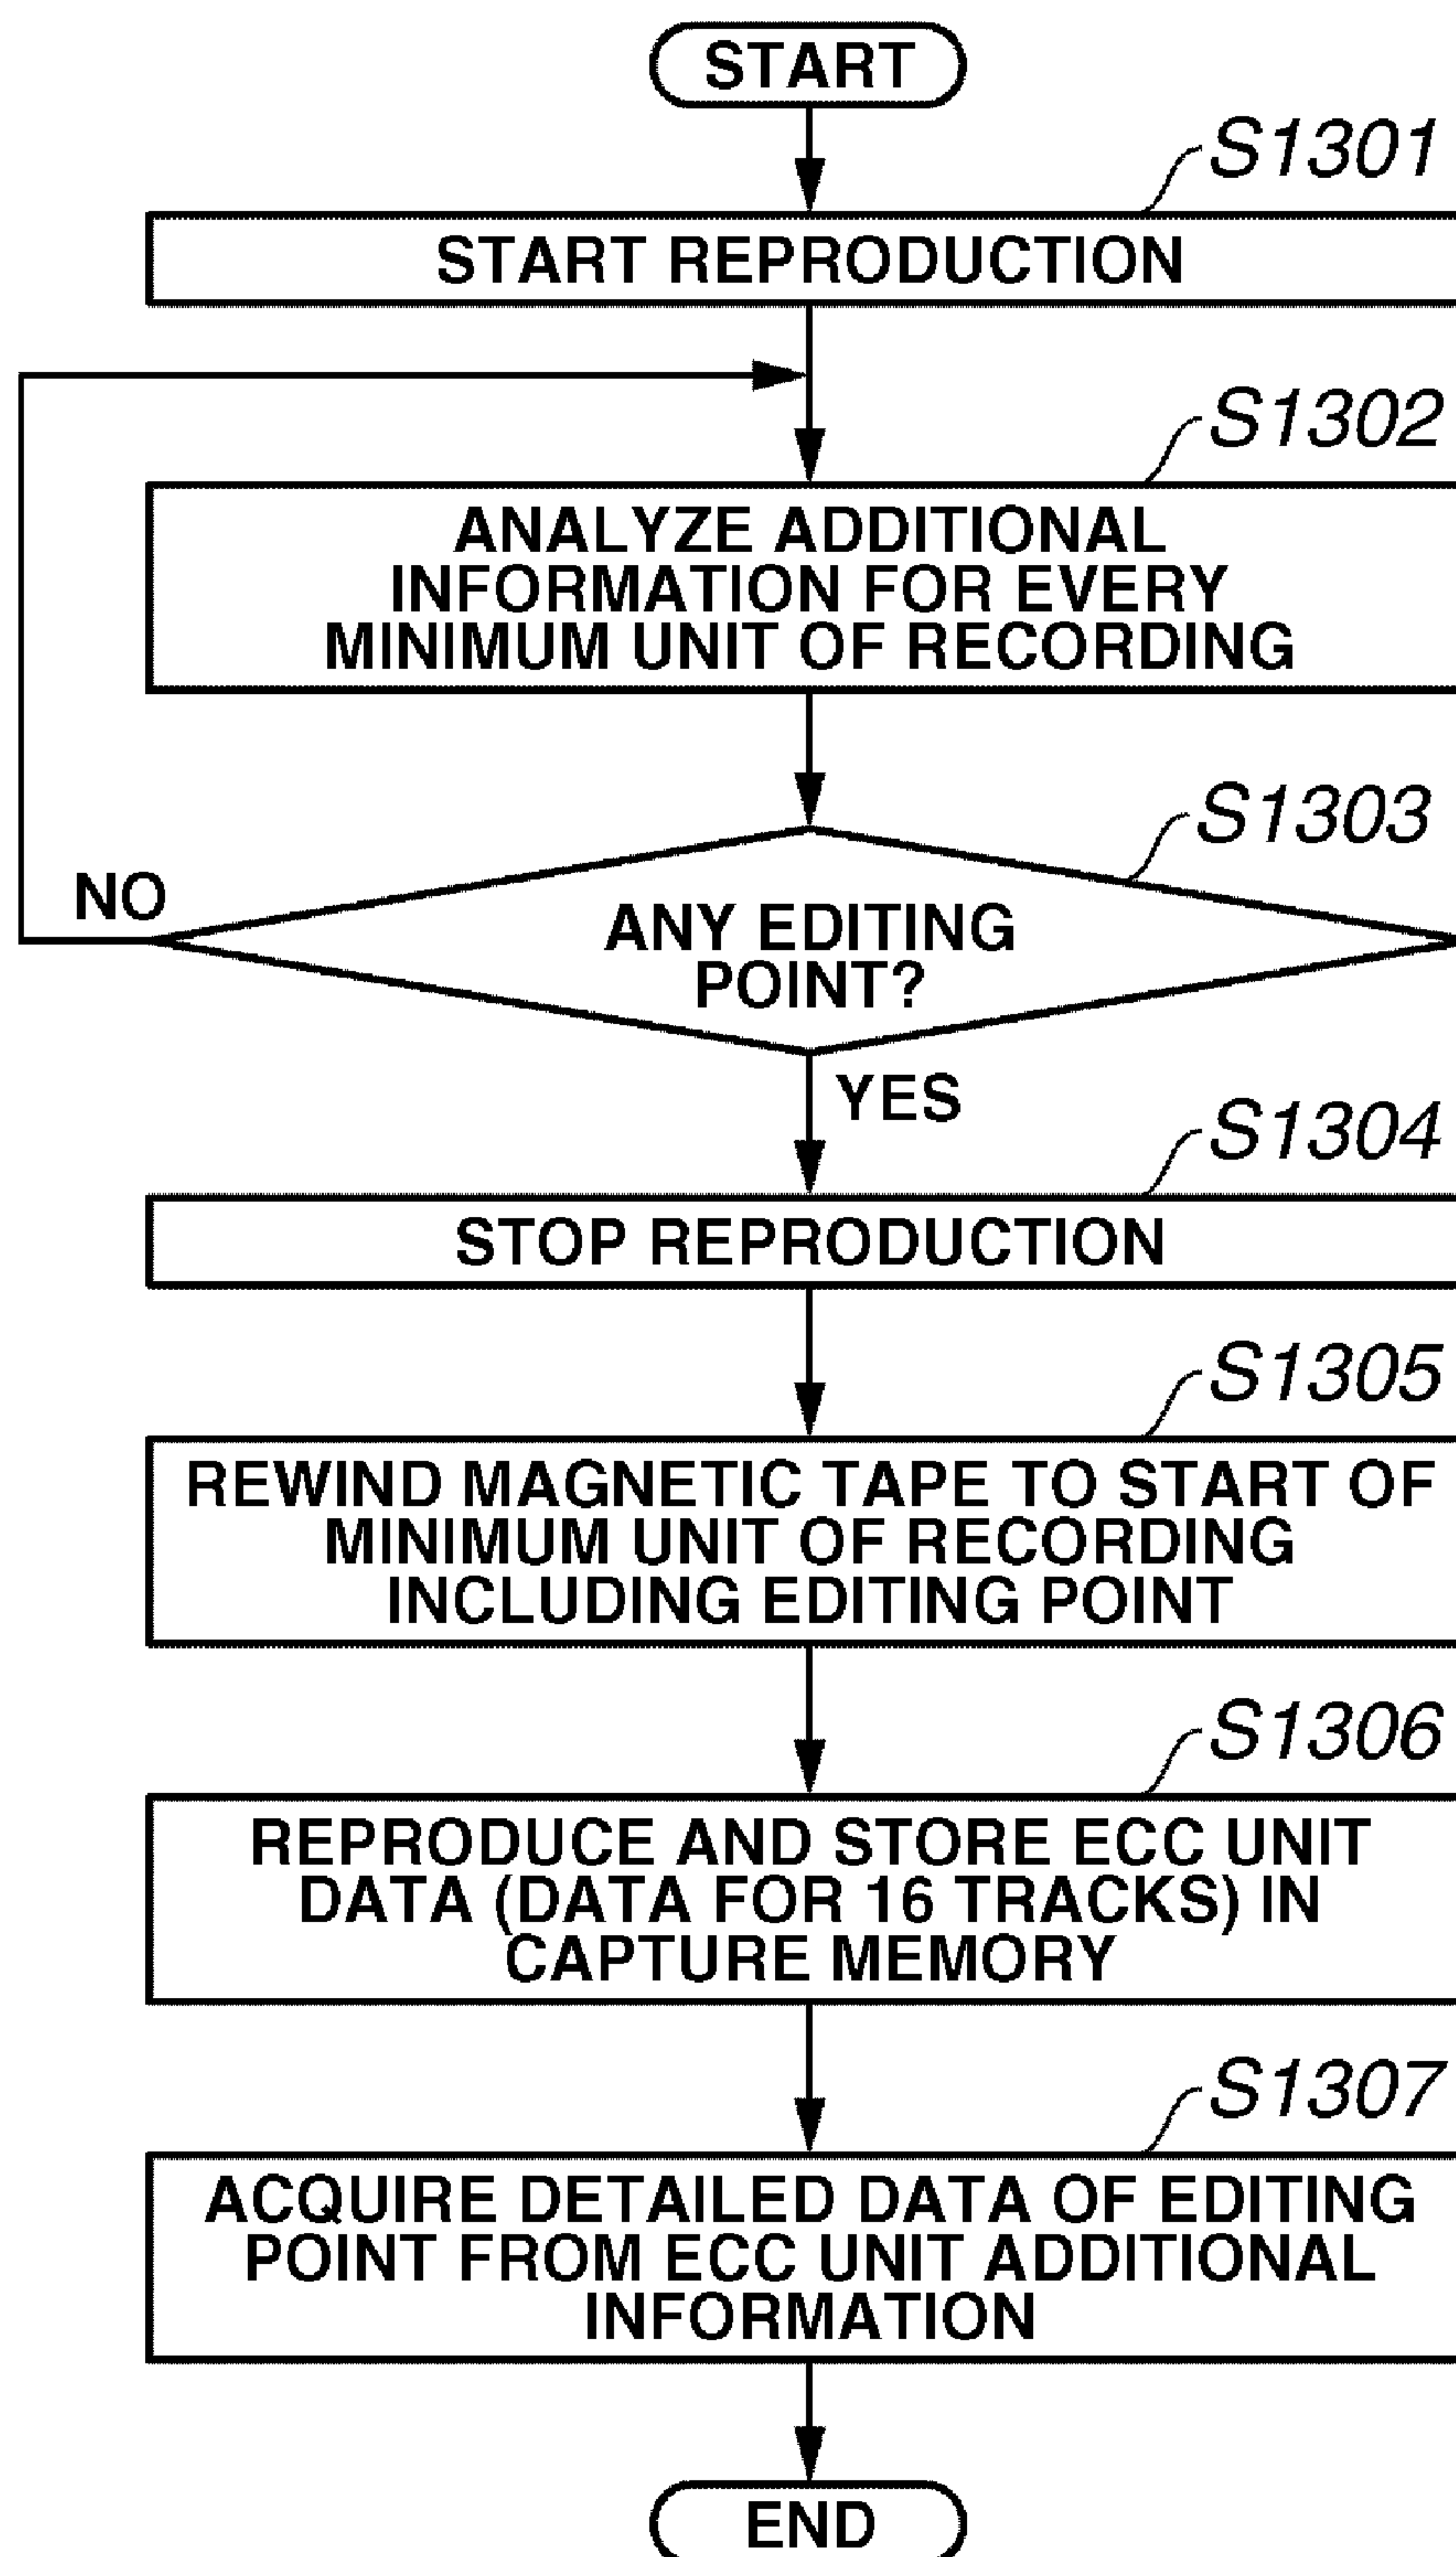 START
S1301
START REPRODUCTION
S1302
ANALYZE ADDITIONAL
INFORMATION FOR EVERY
MINIMUM UNIT OF RECORDING
S1303
NO
ANY EDITING
POINT?
YES
S1304
STOP REPRODUCTION
S1305
REWIND MAGNETIC TAPE TO START OF
MINIMUM UNIT OF RECORDING
INCLUDING EDITING POINT
S1306
REPRODUCE AND STORE ECC UNIT
DATA (DATA FOR 16 TRACKS) IN
CAPTURE MEMORY
S1307
ACQUIRE DETAILED DATA OF EDITING
POINT FROM ECC UNIT ADDITIONAL
INFORMATION
END